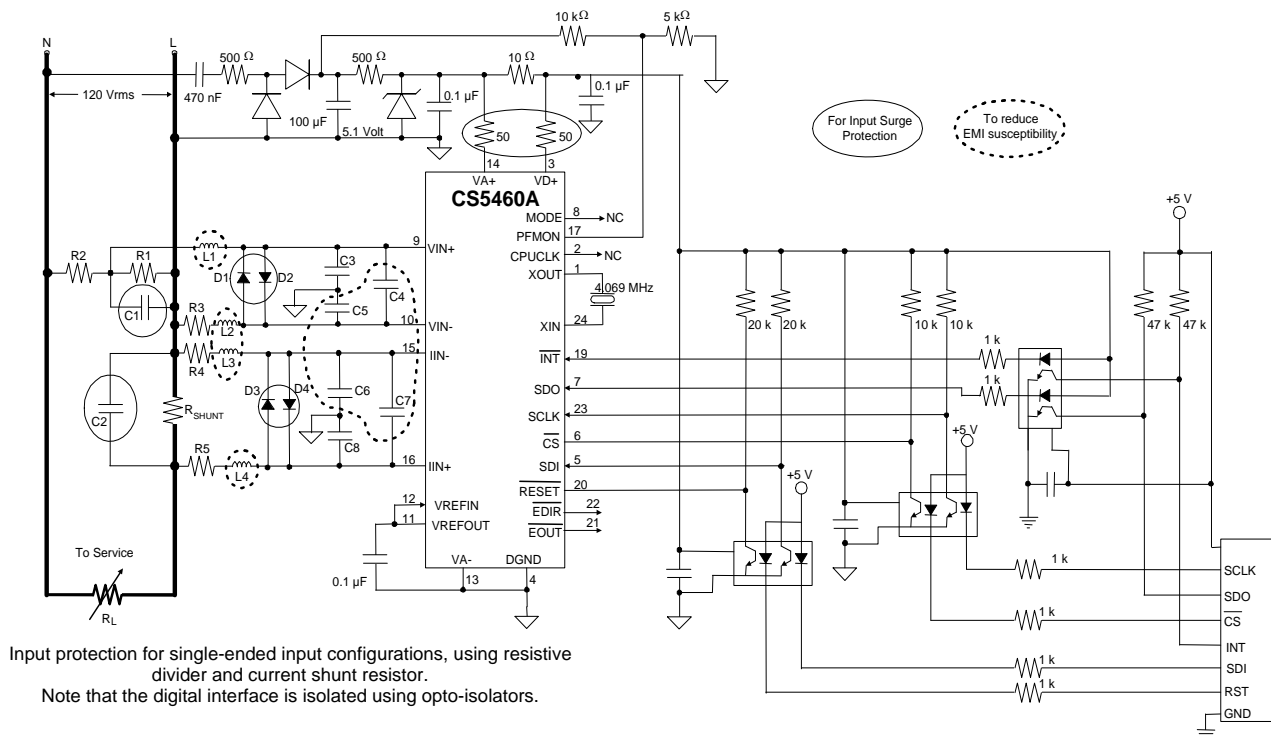 10 kΩ
5 kΩ
N
L
500 Ω
500 Ω
10 Ω
120 Vrms
470 nF
0.1 µF
0.1 µF
100 µF
5.1 Volt
50
50
For Input Surge
Protection
To reduce
EMI susceptibility
14
3
VA+
VD+
CS5460A
+5 V
MODE
8
NC
PFMON
17
CPUCLK
2
NC
XOUT
1
4.069 MHz
XIN
24
9
VIN+
R2
R1
L1
D1
D2
C3
C4
C1
C5
R3
L2
10
VIN-
15
IIN-
R4
L3
20 k
20 k
10 k
10 k
47 k
47 k
INT
19
1 k
SDO
7
1 k
D3
D4
C6
C7
C2
RSHUNT
SCLK
23
C8
CS
6
+5 V
R5
L4
16
IIN+
SDI
5
+5 V
RESET
20
12
VREFIN
EDIR
22
11
VREFOUT
EOUT
21
To Service
RL
0.1 µF
VA-
13
DGND
4
1 k
SCLK
SDO
1 k
CS
INT
1 k
SDI
1 k
RST
GND
Input protection for single-ended input configurations, using resistive
divider and current shunt resistor.
Note that the digital interface is isolated using opto-isolators.